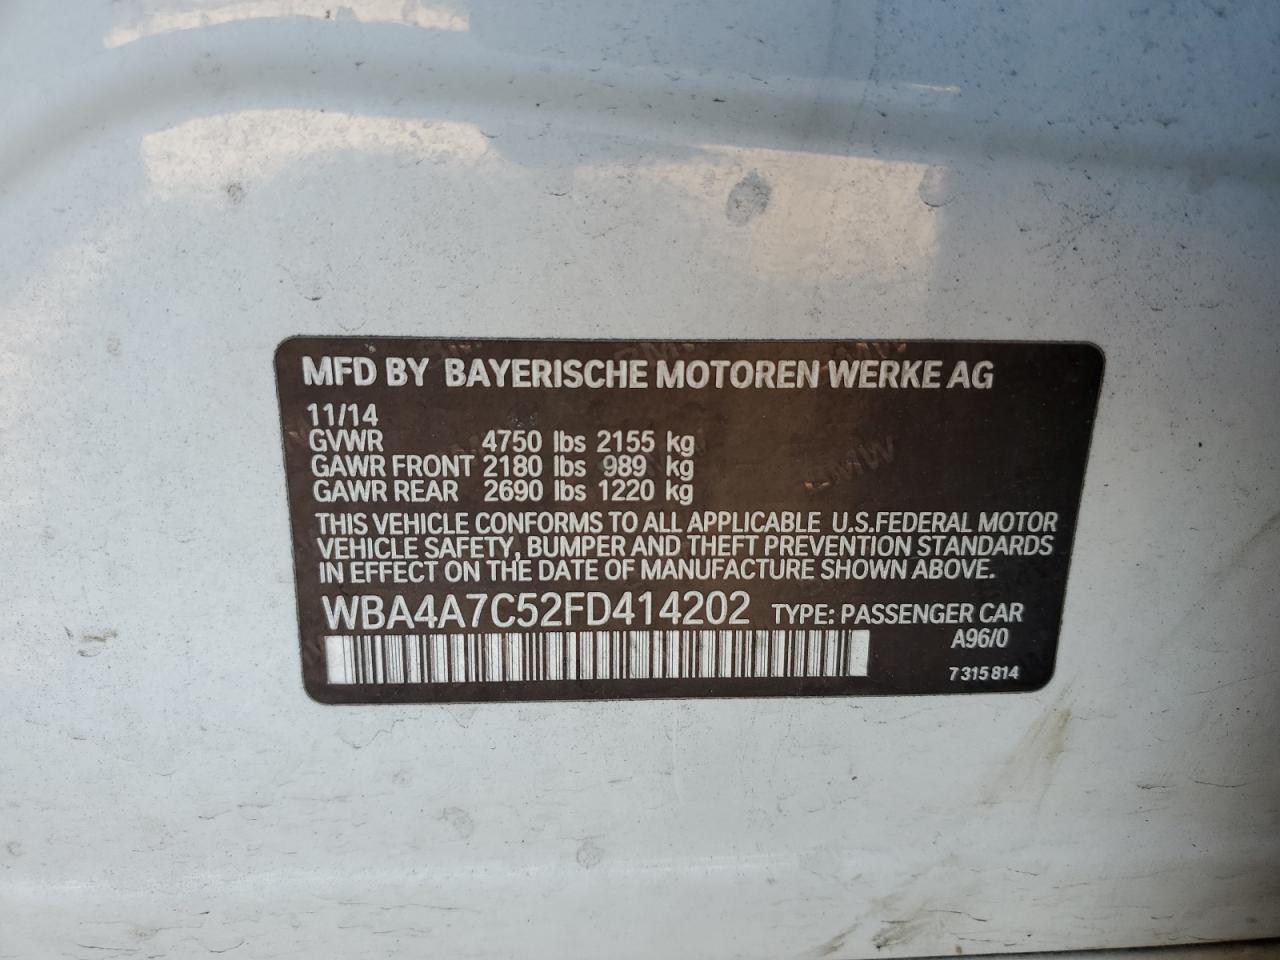 MFD BY BAYERISCHE MOTOREN WERKE AG
11/14
GVWR 4750 lbs 2155 kg
GAWR FRONT 2180 lbs 989 kg
GAWR REAR 2690 lbs 1220 kg
THIS VEHICLE CONFORMS TO ALL APPLICABLE U.S.FEDERAL MOTOR
VEHICLE SAFETY, BUMPER AND THEFT PREVENTION STANDARDS
IN EFFECT ON THE DATE OF MANUFACTURE SHOWN ABOVE.
WBA4A7C52FD414202 TYPE: PASSENGER CAR
A96/0
7 315 814